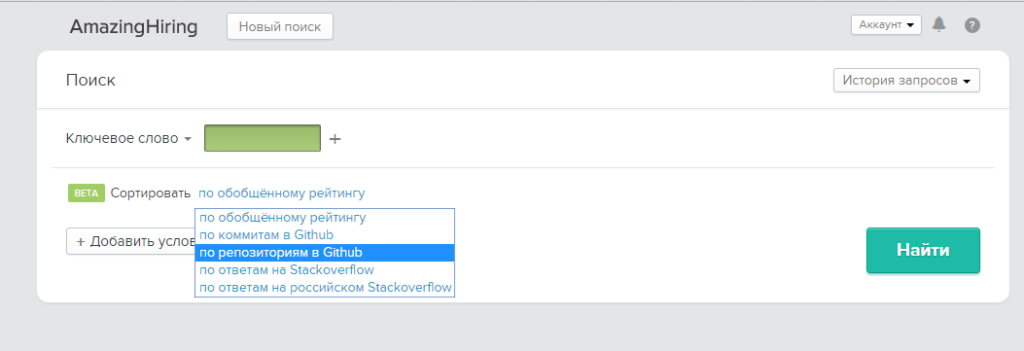 AmazingHiring Новый поиск Аккаунт ?
Поиск История запросов
Ключевое слово +
BETA Сортировать по обобщённому рейтингу
по обобщённому рейтингу
по коммитам в Github
+ Добавить услов по репозиториям в Github Найти
по ответам на Stackoverflow
по ответам на российском Stackoverflow